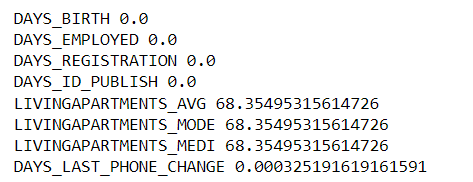 DAYS_BIRTH 0.0
DAYS_EMPLOYED 0.0
DAYS_REGISTRATION 0.0
DAYS_ID_PUBLISH 0.0
LIVINGAPARTMENTS_AVG 68.35495315614726
LIVINGAPARTMENTS_MODE 68.35495315614726
LIVINGAPARTMENTS_MEDI 68.35495315614726
DAYS_LAST_PHONE_CHANGE 0.000325191619161591